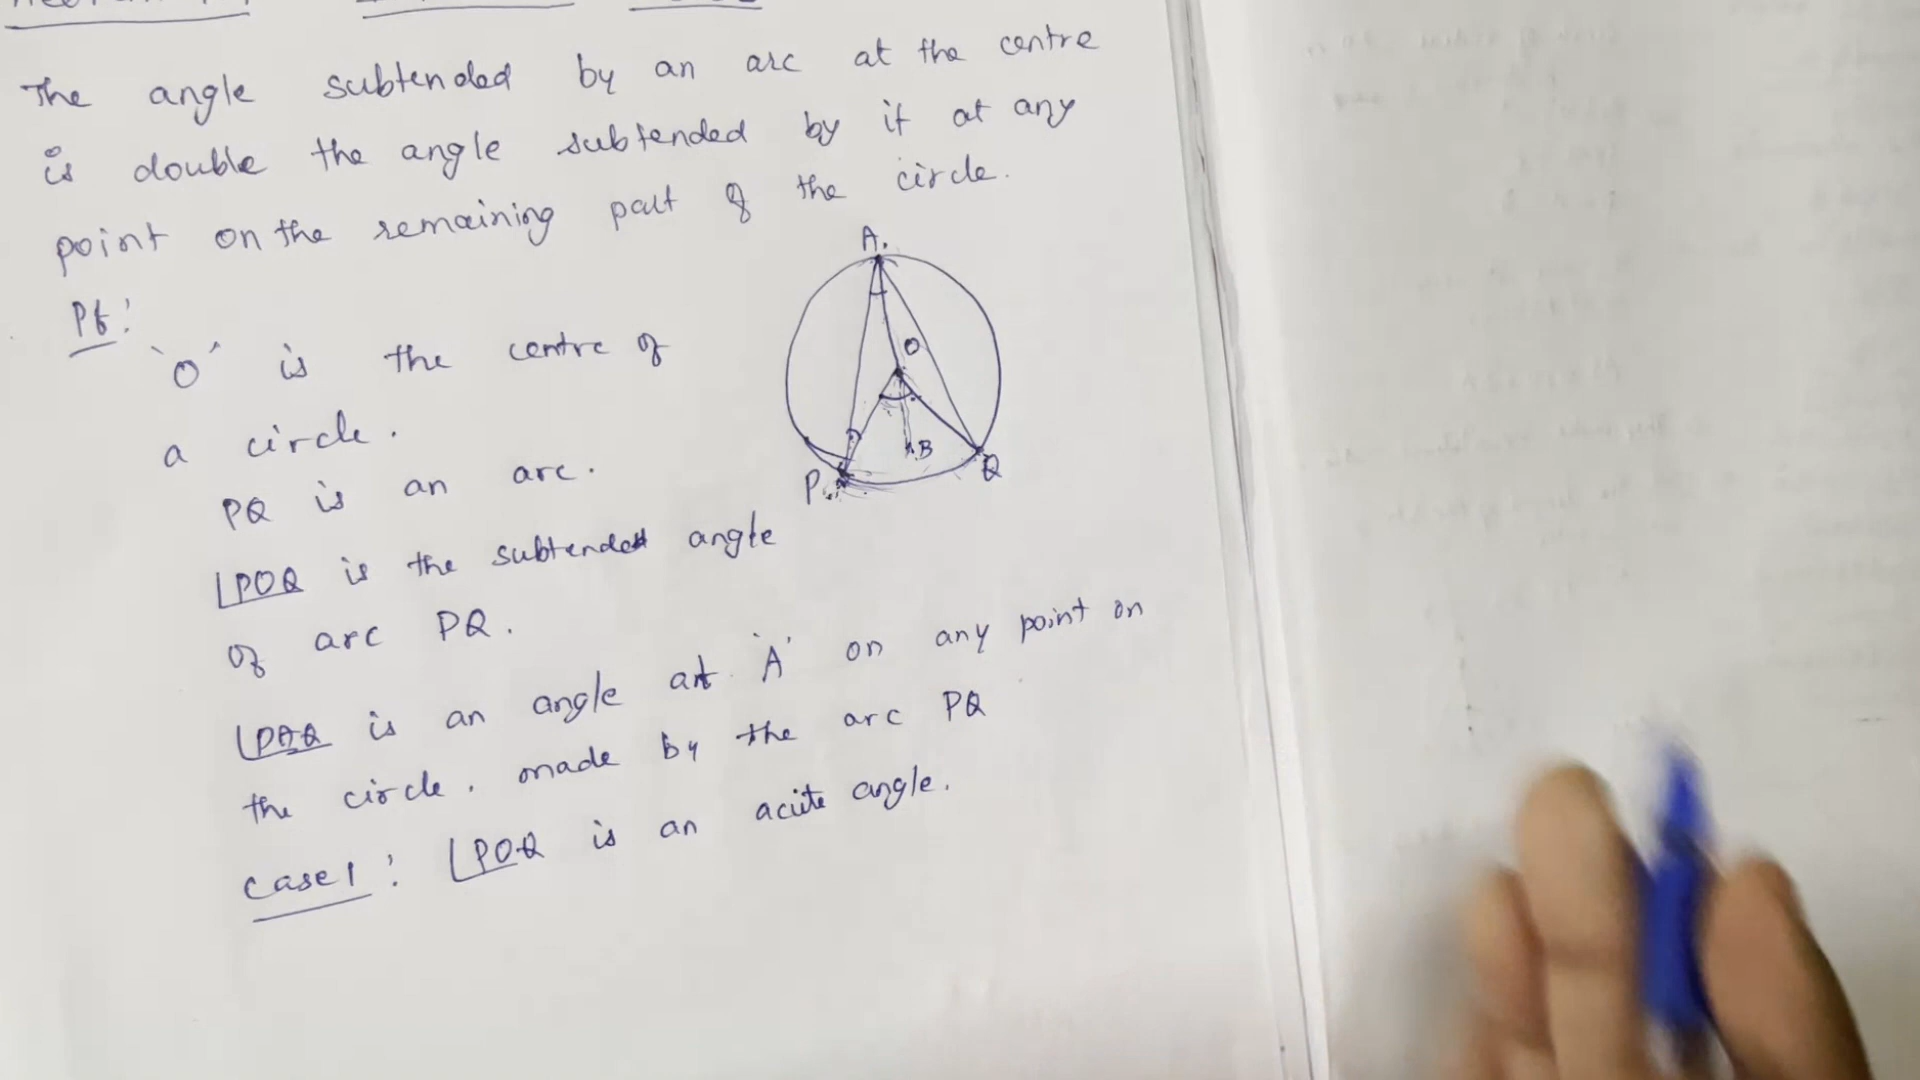 The angle subtended by an arc at the centre
is double the angle subtended by it at any
point on the remaining part of the circle.
Pf:
'O' is the centre of
a circle.
PQ is an arc.
∠POQ is the subtended angle
of arc PQ.
∠PAQ is an angle at 'A' on any point on
the circle. made by the arc PQ
case 1: ∠POQ is an acute angle.
A.
O
B
P
Q